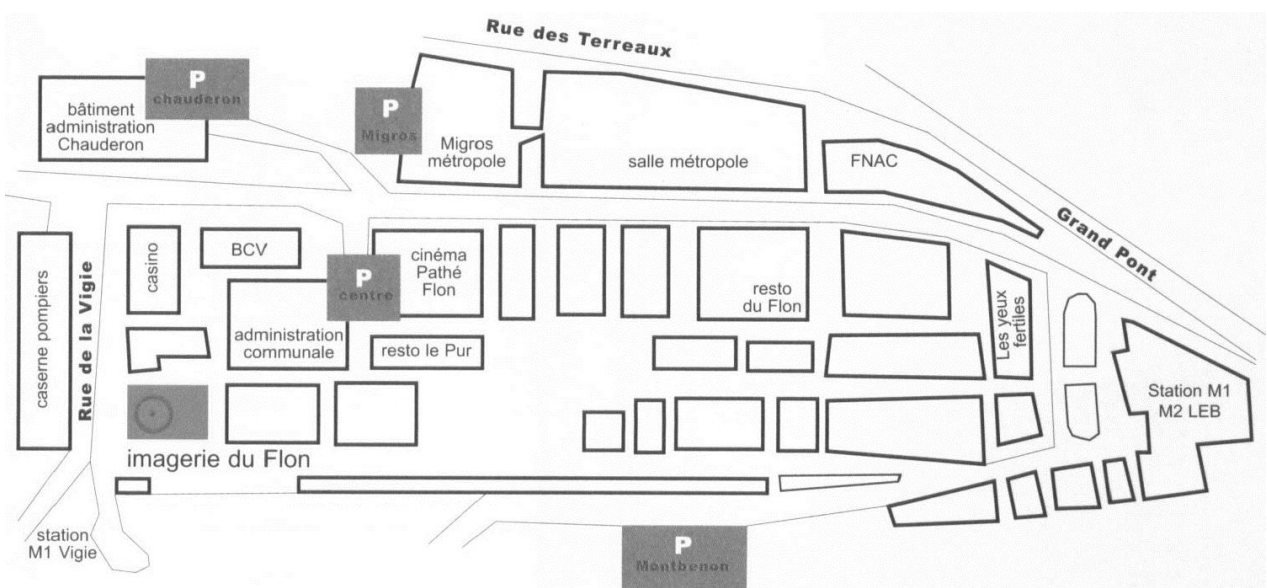 Rue des Terreaux
P
chauderon
bâtiment
administration
Chauderon
P
Migros
Migros
métropole
salle métropole
FNAC
Grand Pont
caserne pompiers
Rue de la Vigie
casino
BCV
P
centre
cinéma
Pathé
Flon
administration
communale
resto le Pur
resto
du Flon
Les yeux
fertiles
Station M1
M2 LEB
imagerie du Flon
station
M1 Vigie
P
Montbenon